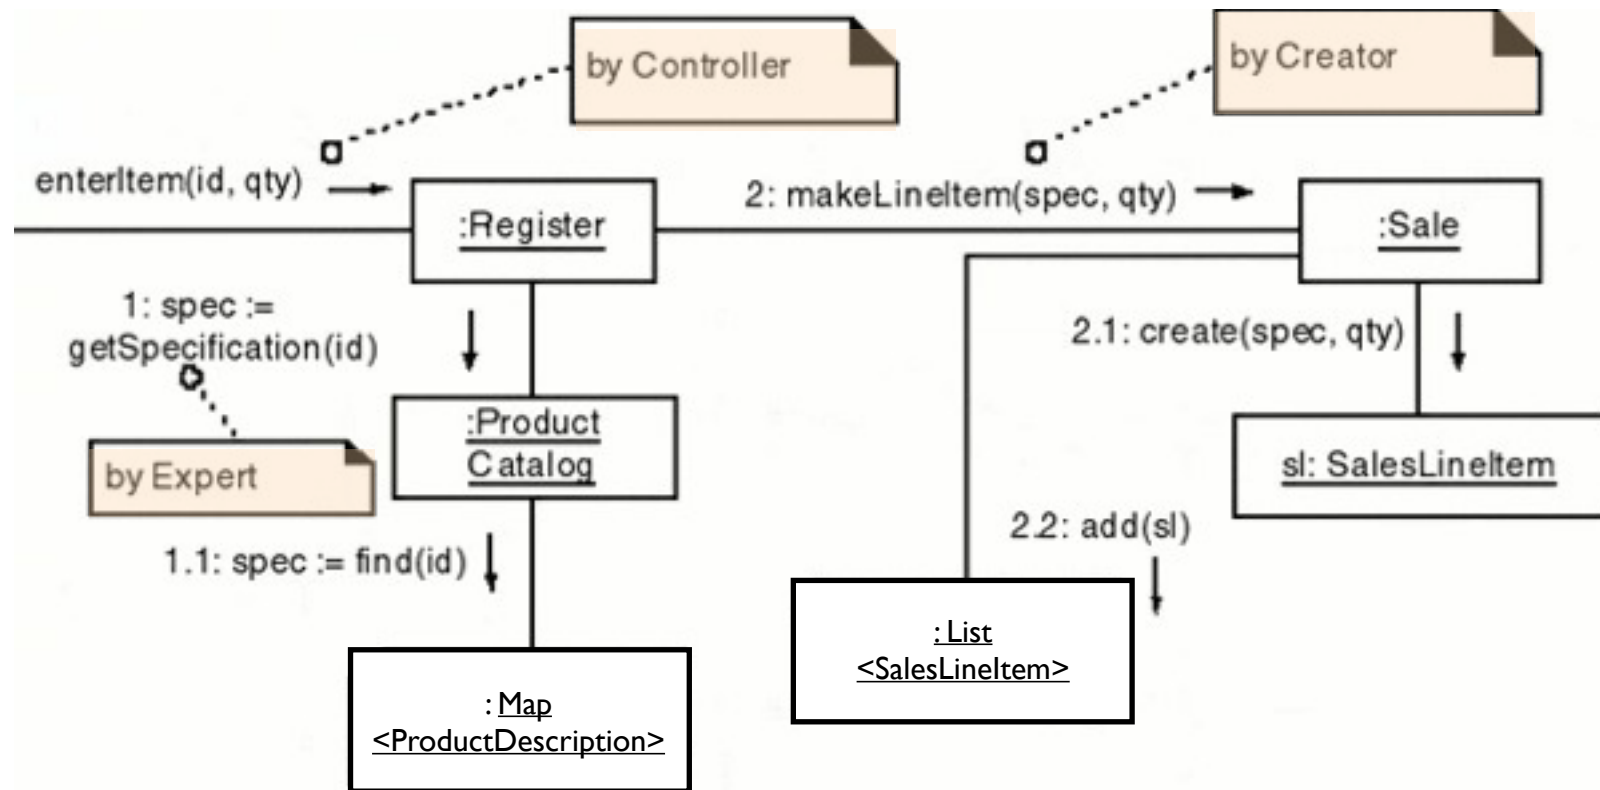 by Controller
by Creator
enterItem(id, qty)
2: makeLineItem(spec, qty)
:Register
:Sale
1: spec :=
getSpecification(id)
2.1: create(spec, qty)
:Product
Catalog
by Expert
sl: SalesLineItem
2.2: add(sl)
1.1: spec := find(id)
: List
<SalesLineItem>
: Map
<ProductDescription>